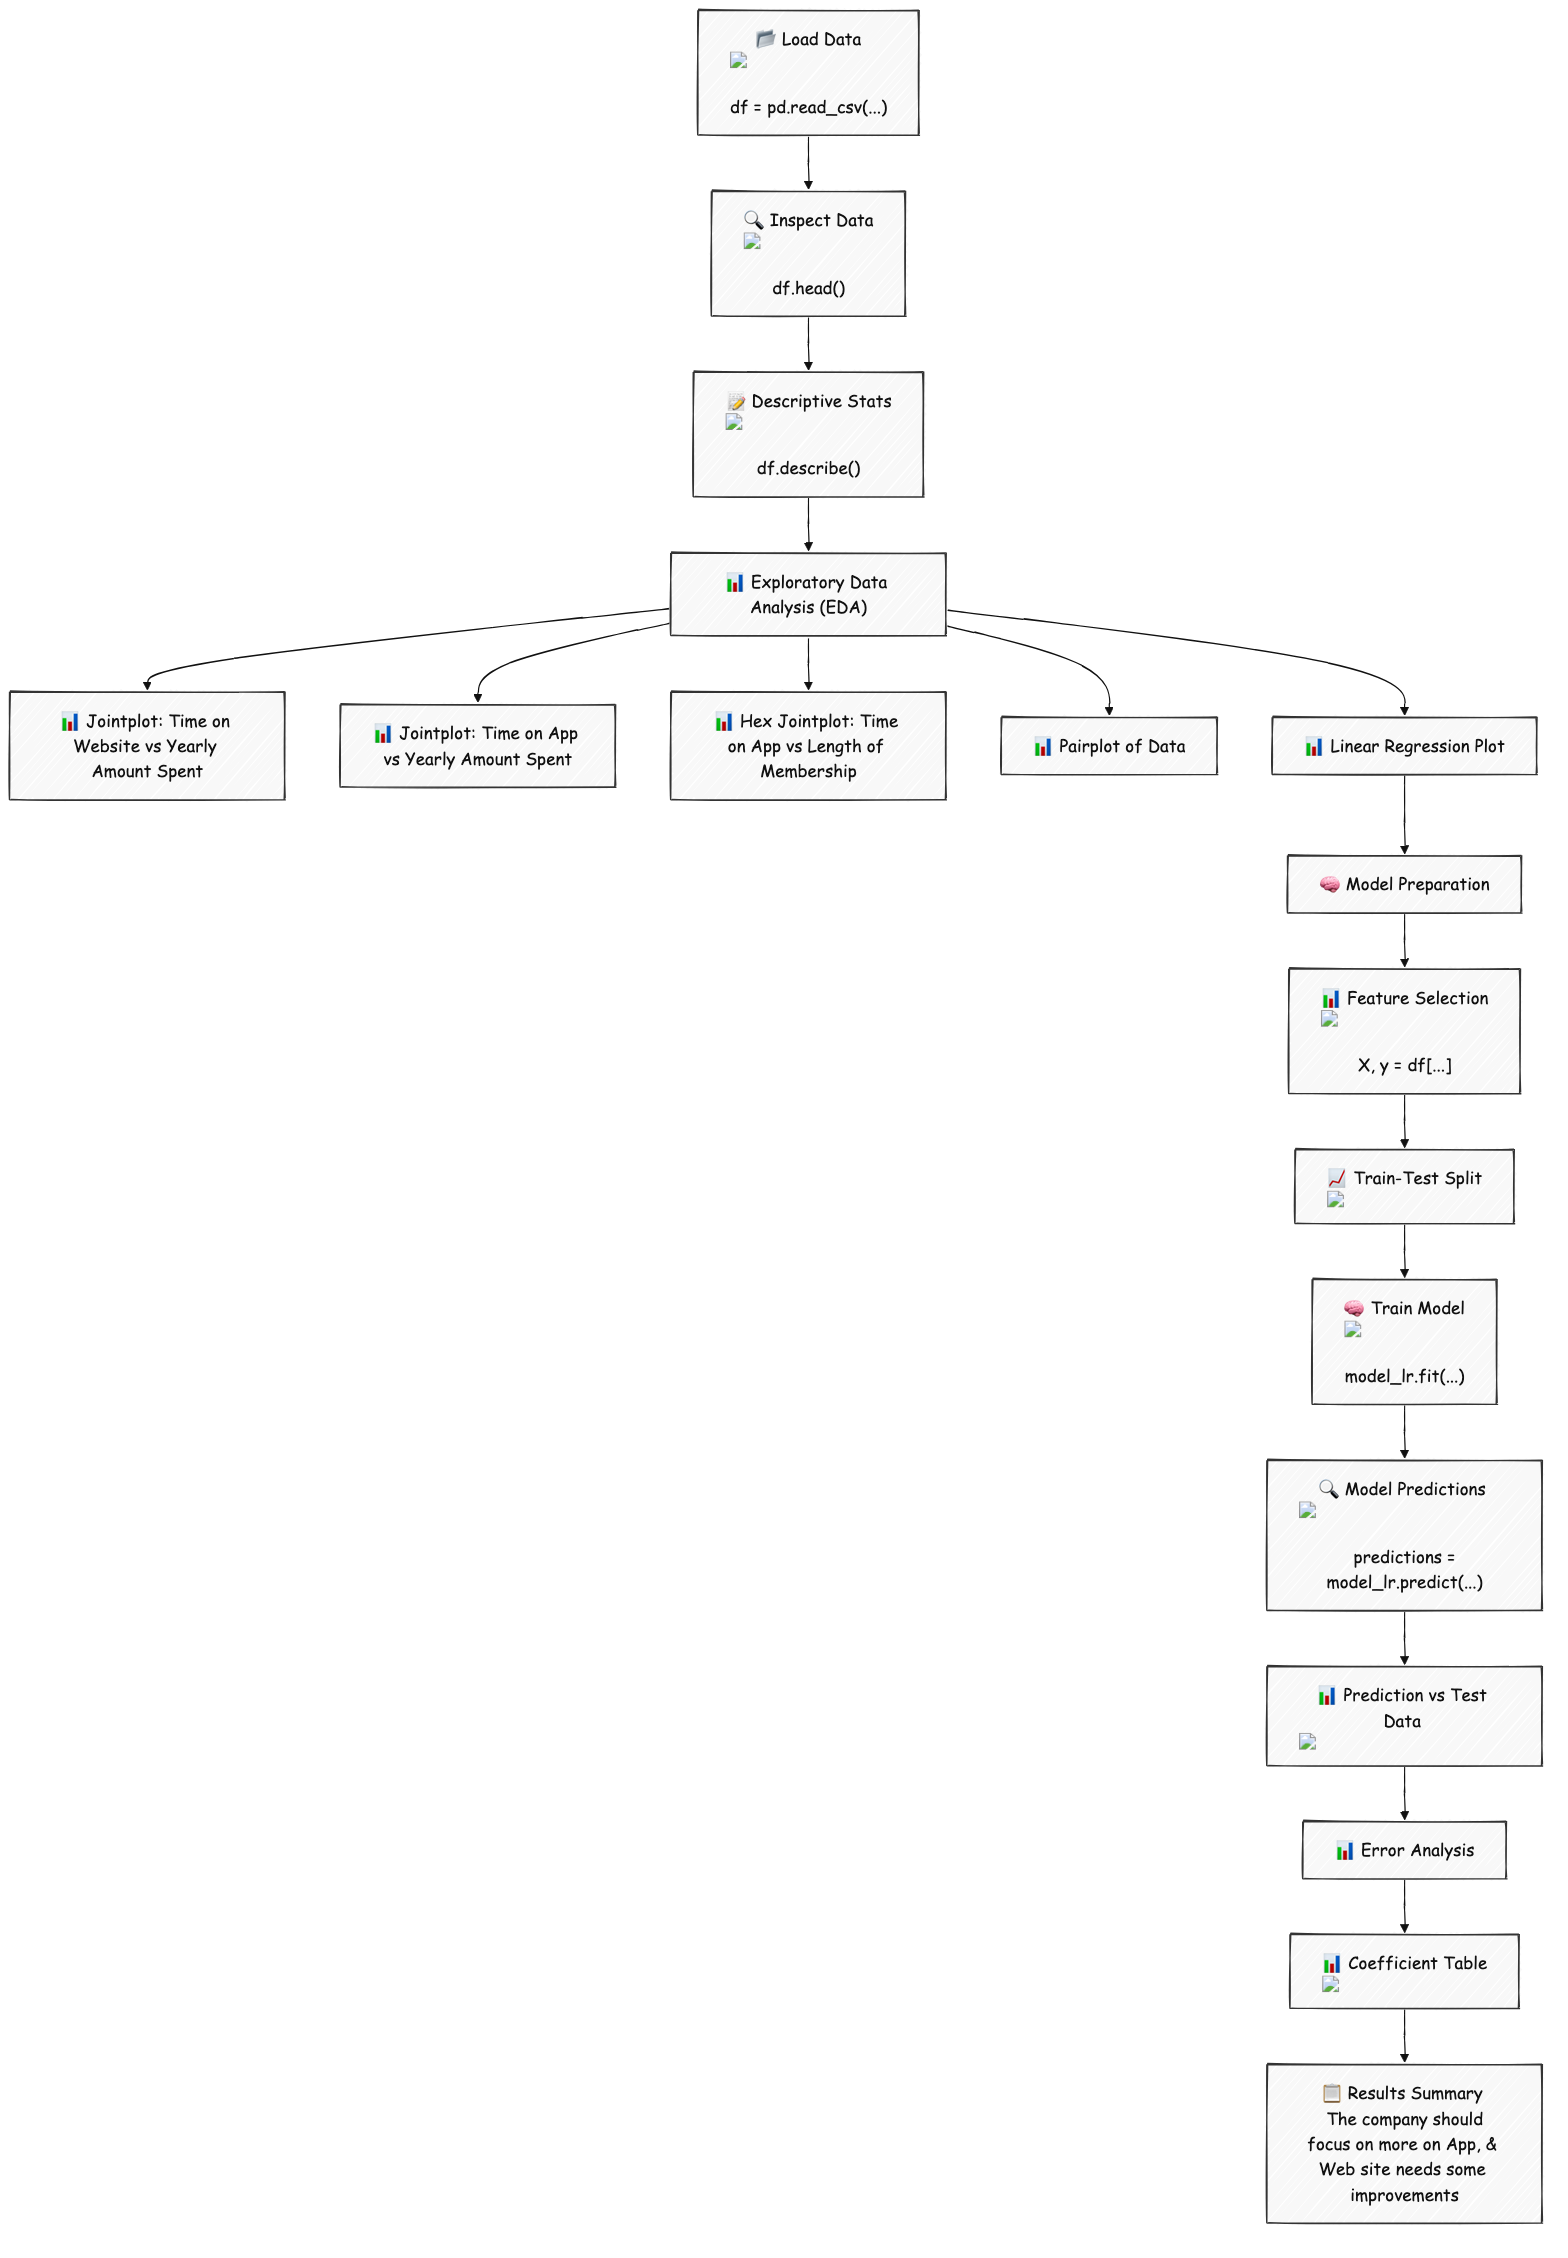 📂 Load Data
df = pd.read_csv(...)
🔍 Inspect Data
df.head()
📝 Descriptive Stats
df.describe()
📊 Exploratory Data
Analysis (EDA)
📊 Jointplot: Time on
Website vs Yearly
Amount Spent
📊 Jointplot: Time on App
vs Yearly Amount Spent
📊 Hex Jointplot: Time
on App vs Length of
Membership
📊 Pairplot of Data
📊 Linear Regression Plot
🧠 Model Preparation
📊 Feature Selection
X, y = df[...]
📈 Train-Test Split
🧠 Train Model
model_lr.fit(...)
🔍 Model Predictions
predictions =
model_lr.predict(...)
📊 Prediction vs Test
Data
📊 Error Analysis
📊 Coefficient Table
📋 Results Summary
The company should
focus on more on App, &
Web site needs some
improvements